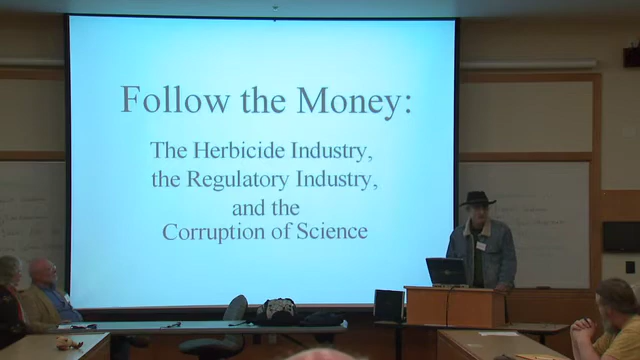 Follow the Money:
The Herbicide Industry,
the Regulatory Industry,
and the
Corruption of Science